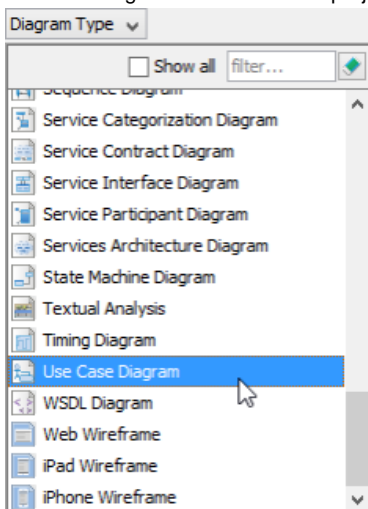 Diagram Type
Show all filter...
Sequence Diagram
Service Categorization Diagram
Service Contract Diagram
Service Interface Diagram
Service Participant Diagram
Services Architecture Diagram
State Machine Diagram
Textual Analysis
Timing Diagram
Use Case Diagram
WSDL Diagram
Web Wireframe
iPad Wireframe
iPhone Wireframe